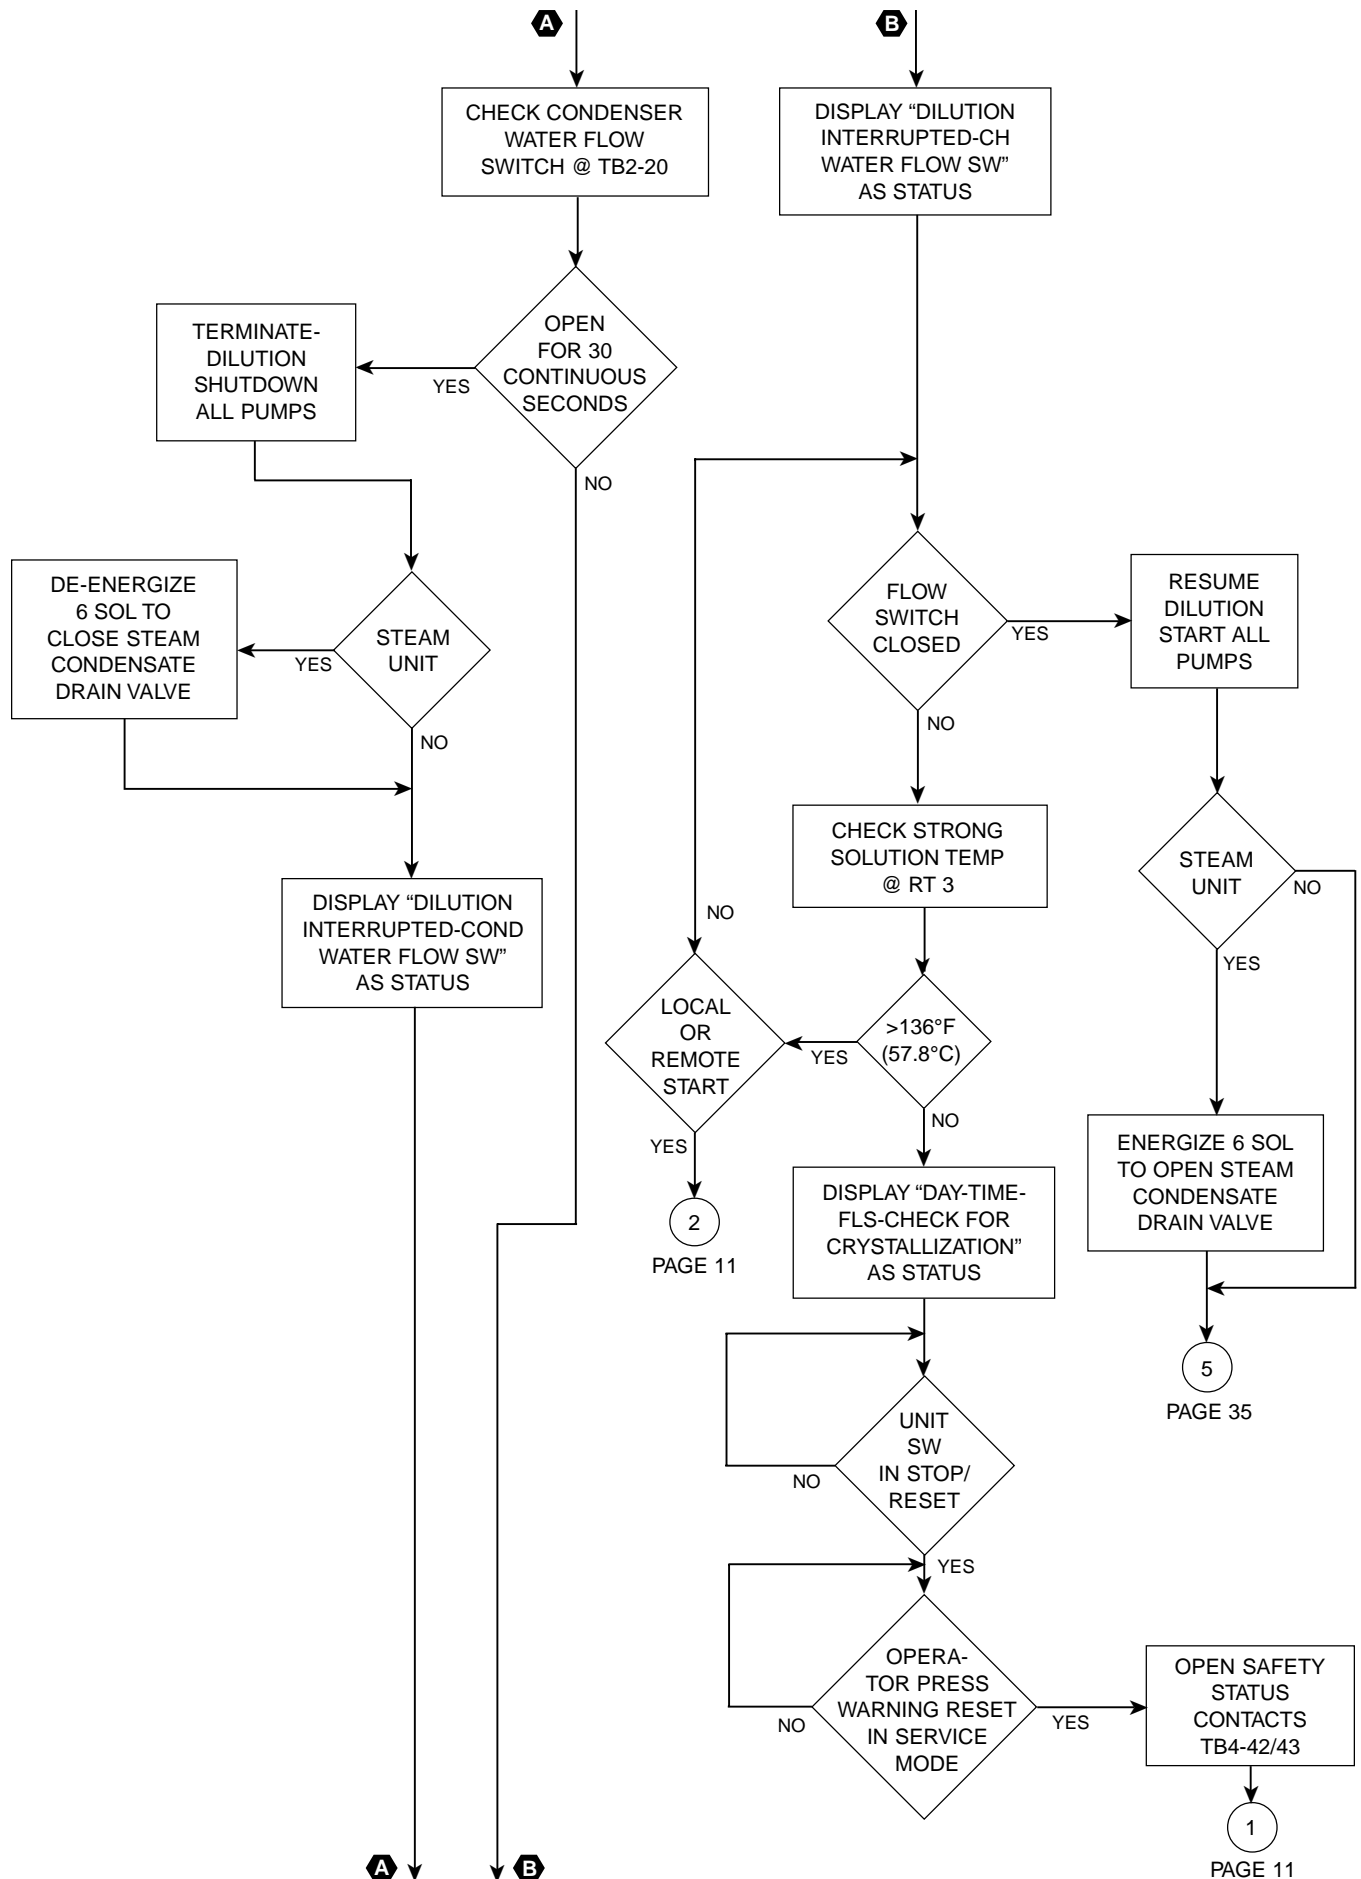 A
CHECK CONDENSER
WATER FLOW
SWITCH @ TB2-20
OPEN
FOR 30
CONTINUOUS
SECONDS
YES
NO
TERMINATE-
DILUTION
SHUTDOWN
ALL PUMPS
STEAM
UNIT
YES
NO
DE-ENERGIZE
6 SOL TO
CLOSE STEAM
CONDENSATE
DRAIN VALVE
DISPLAY “DILUTION
INTERRUPTED-COND
WATER FLOW SW”
AS STATUS
A
B
B
DISPLAY “DILUTION
INTERRUPTED-CH
WATER FLOW SW”
AS STATUS
FLOW
SWITCH
CLOSED
YES
NO
RESUME
DILUTION
START ALL
PUMPS
STEAM
UNIT
NO
YES
ENERGIZE 6 SOL
TO OPEN STEAM
CONDENSATE
DRAIN VALVE
5
PAGE 35
CHECK STRONG
SOLUTION TEMP
@ RT 3
>136°F
(57.8°C)
YES
NO
LOCAL
OR
REMOTE
START
NO
YES
2
PAGE 11
DISPLAY “DAY-TIME-
FLS-CHECK FOR
CRYSTALLIZATION”
AS STATUS
UNIT
SW
IN STOP/
RESET
NO
YES
OPERA-
TOR PRESS
WARNING RESET
IN SERVICE
MODE
NO
YES
OPEN SAFETY
STATUS
CONTACTS
TB4-42/43
1
PAGE 11